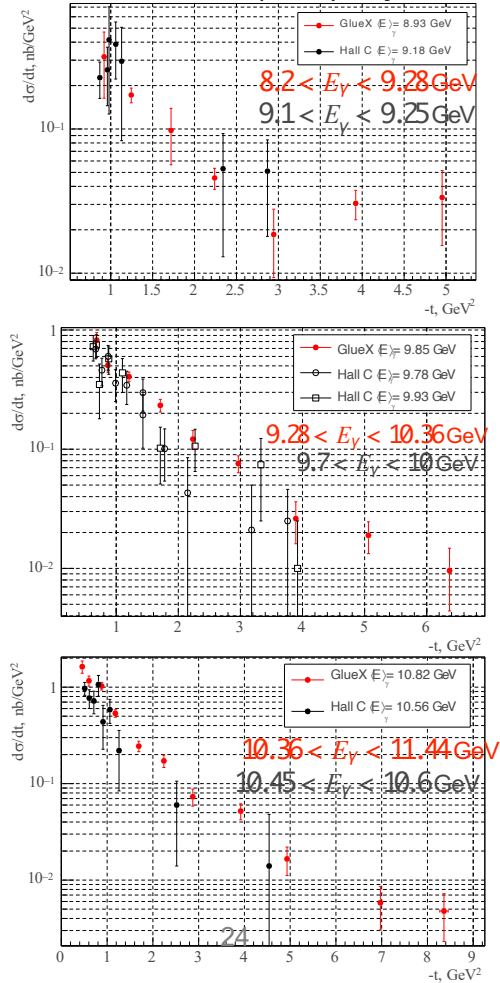 GlueX ⟨E⟩γ= 8.93 GeV
Hall C ⟨E⟩γ= 9.18 GeV
8.2 < Eγ < 9.28 GeV
9.1 < Eγ < 9.25 GeV
dσ/dt, nb/GeV²
10⁻¹
10⁻²
1 1.5 2 2.5 3 3.5 4 4.5 5
-t, GeV²
GlueX ⟨E⟩γ= 9.85 GeV
Hall C ⟨E⟩γ= 9.78 GeV
Hall C ⟨E⟩γ= 9.93 GeV
9.28 < Eγ < 10.36 GeV
9.7 < Eγ < 10 GeV
dσ/dt, nb/GeV²
1
10⁻¹
10⁻²
1 2 3 4 5 6
-t, GeV²
GlueX ⟨E⟩γ= 10.82 GeV
Hall C ⟨E⟩γ= 10.56 GeV
10.36 < Eγ < 11.44 GeV
10.45 < Eγ < 10.6 GeV
dσ/dt, nb/GeV²
1
10⁻¹
10⁻²
24
0 1 2 3 4 5 6 7 8 9
-t, GeV²